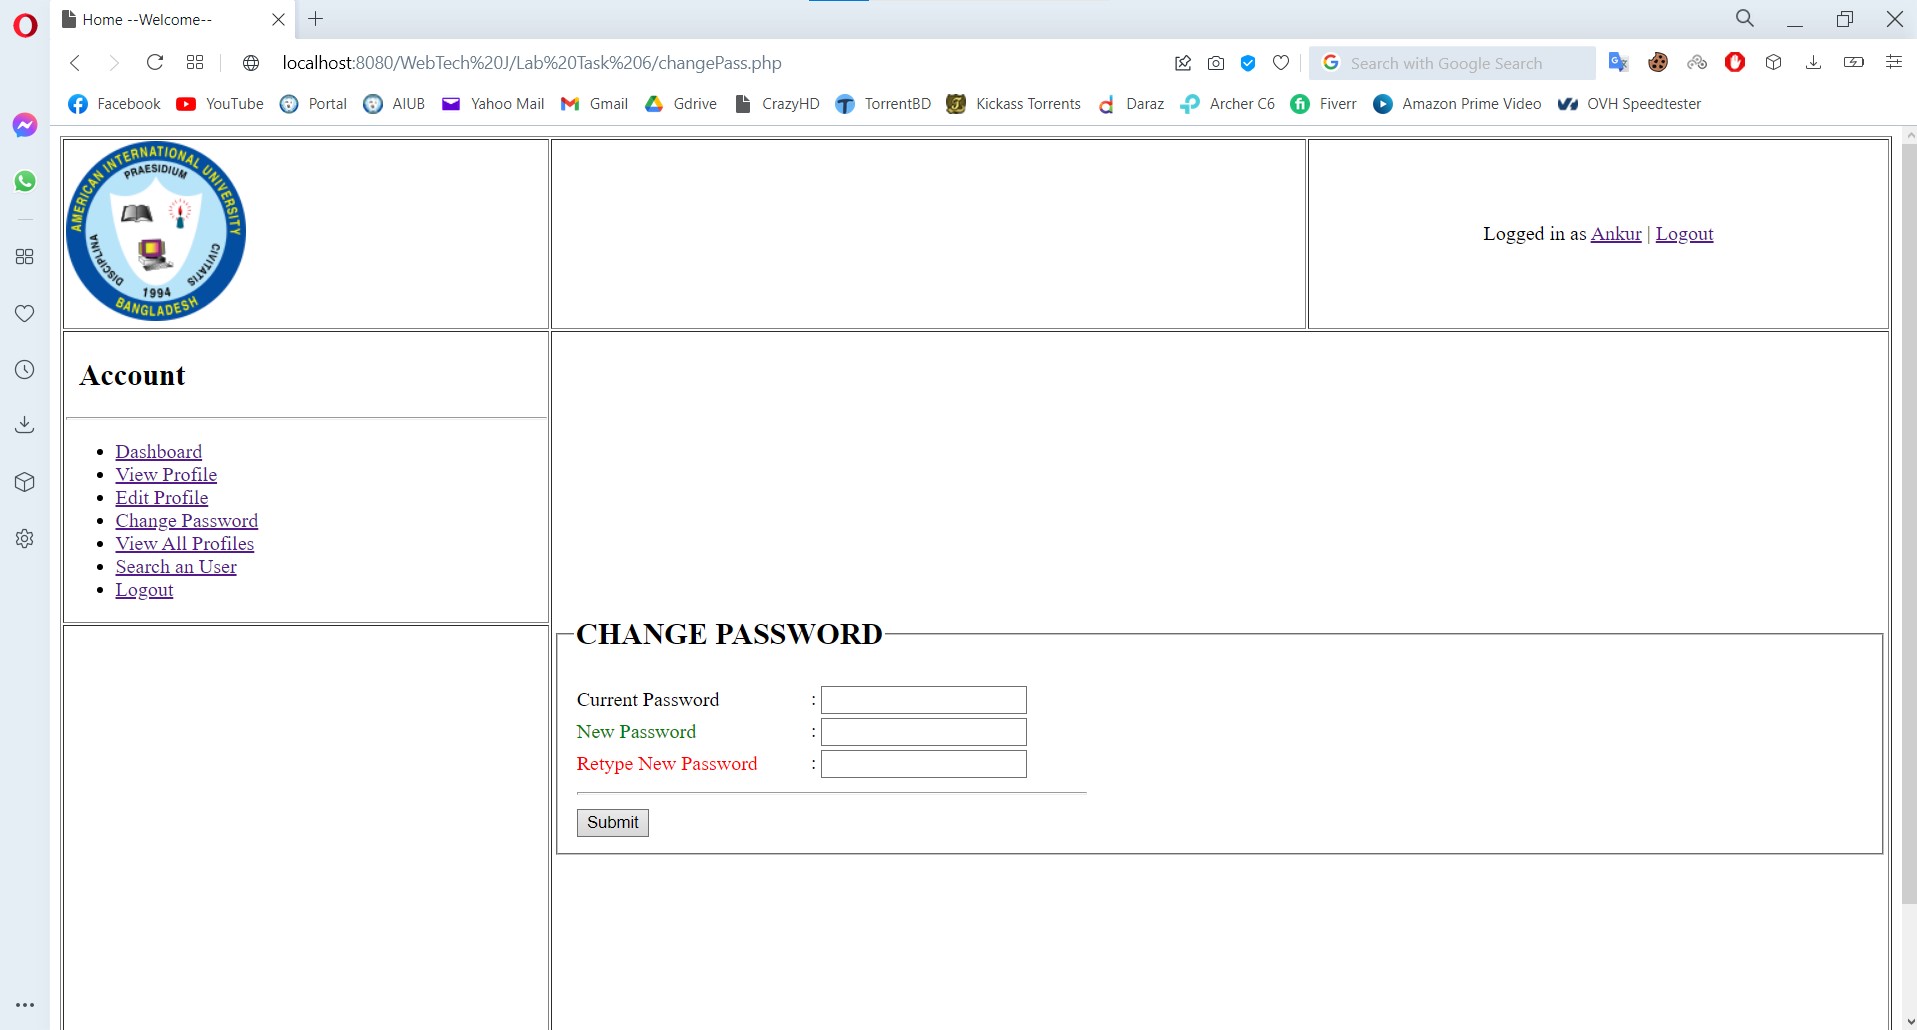 Home --Welcome--
localhost:8080/WebTech%20J/Lab%20Task%206/changePass.php
Search with Google Search
Facebook YouTube Portal AIUB Yahoo Mail Gmail Gdrive CrazyHD TorrentBD Kickass Torrents Daraz Archer C6 Fiverr Amazon Prime Video OVH Speedtester
AMERICAN INTERNATIONAL UNIVERSITY
PRAESIDIUM
DISCIPLINA
CIVITATIS
1994
BANGLADESH
Logged in as Ankur | Logout
Account
Dashboard
View Profile
Edit Profile
Change Password
View All Profiles
Search an User
Logout
CHANGE PASSWORD
Current Password :
New Password :
Retype New Password :
Submit